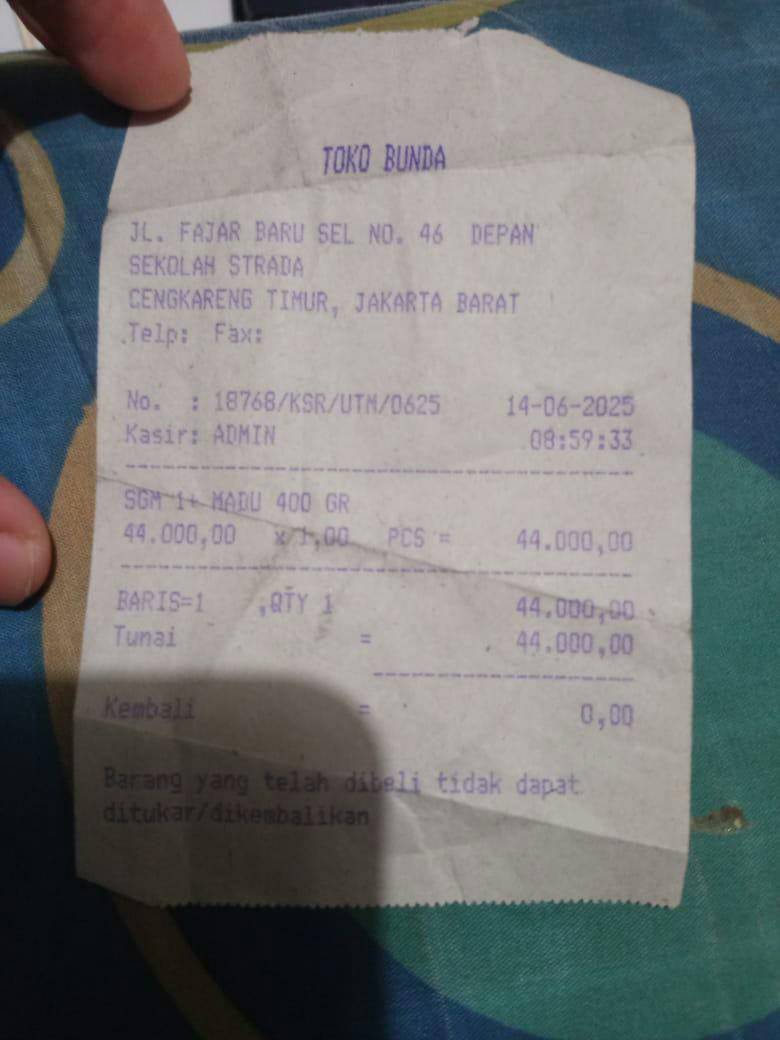 TOKO BUNDA
JL. FAJAR BARU SEL NO. 46 DEPAN
SEKOLAH STRADA
CENGKARENG TIMUR, JAKARTA BARAT
Telp: Fax:
No. : 18768/KSR/UTM/0625 14-06-2025
Kasir: ADMIN 08:59:33
SGM 1+ MADU 400 GR
44.000,00 x 1,00 PCS = 44.000,00
BARIS=1 ,QTY 1 44.000,00
Tunai = 44.000,00
Kembali = 0,00
Barang yang telah dibeli tidak dapat
ditukar/dikembalikan